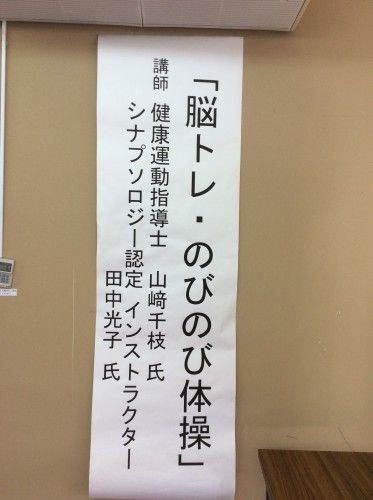 「脳トレ・のびのび体操」
講師 健康運動指導士 山﨑千枝 氏
シナプソロジー認定 インストラクター
田中光子 氏